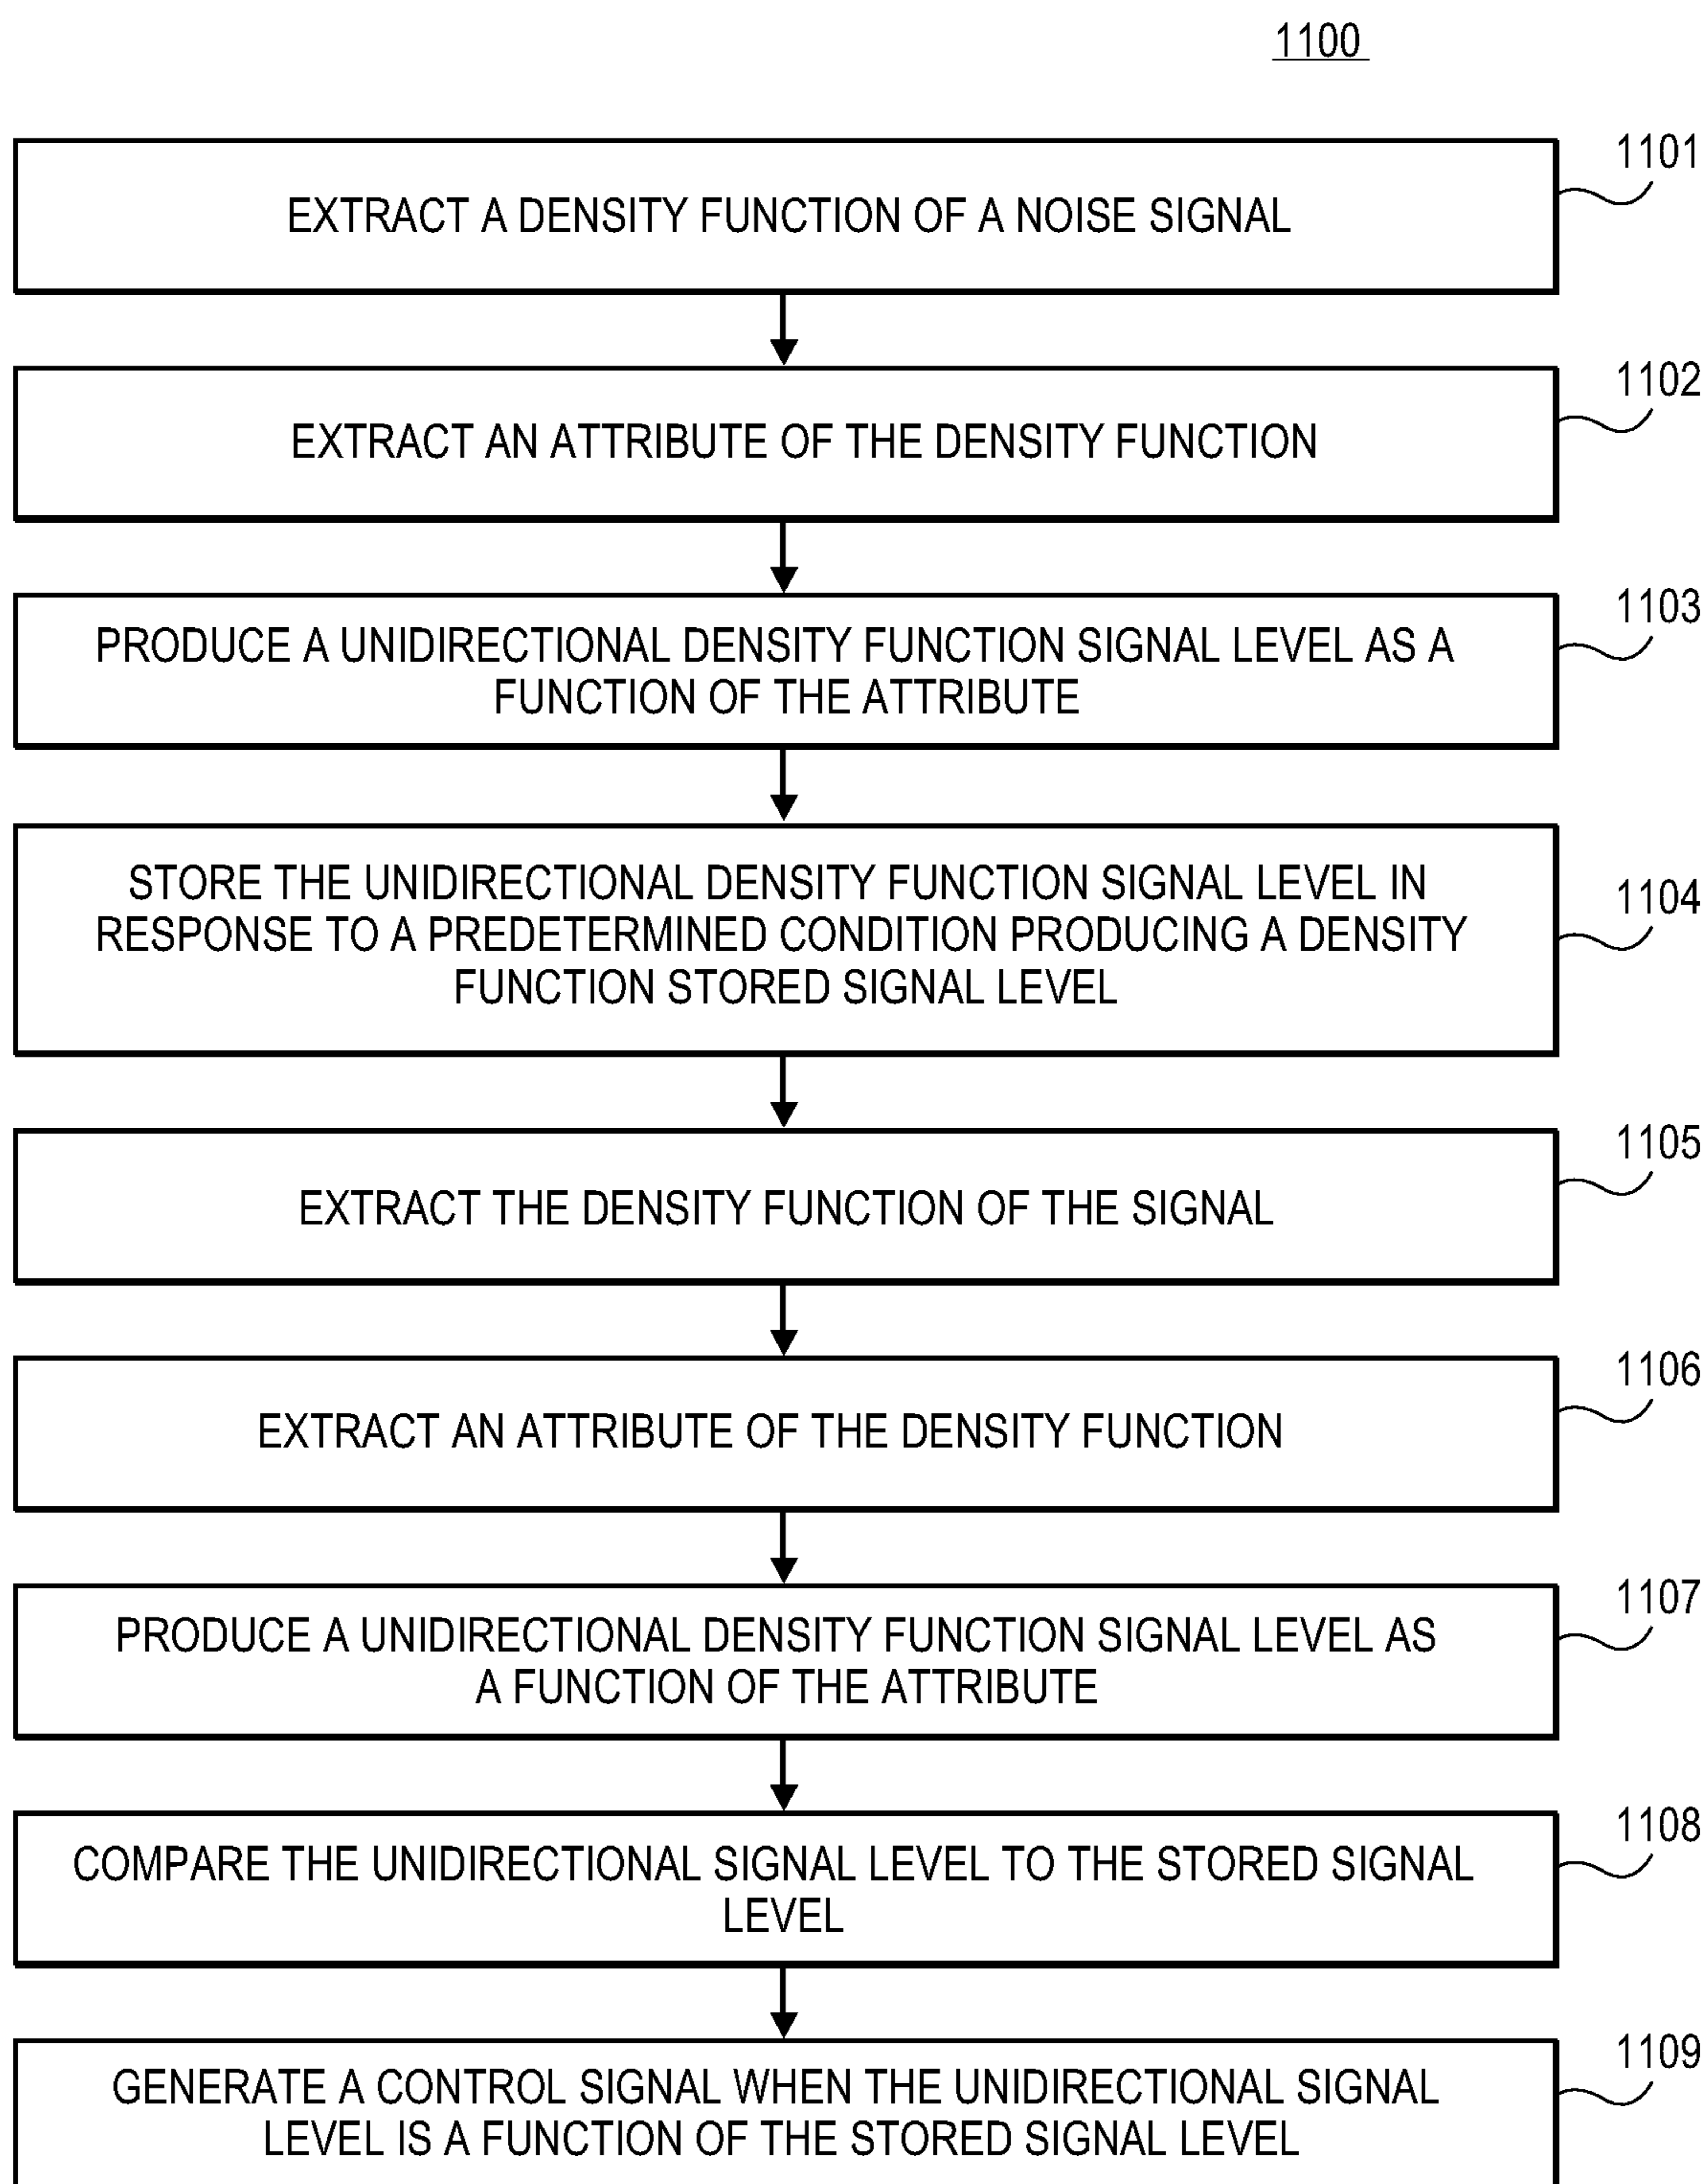 1100
1101
EXTRACT A DENSITY FUNCTION OF A NOISE SIGNAL
1102
EXTRACT AN ATTRIBUTE OF THE DENSITY FUNCTION
1103
PRODUCE A UNIDIRECTIONAL DENSITY FUNCTION SIGNAL LEVEL AS A
FUNCTION OF THE ATTRIBUTE
1104
STORE THE UNIDIRECTIONAL DENSITY FUNCTION SIGNAL LEVEL IN
RESPONSE TO A PREDETERMINED CONDITION PRODUCING A DENSITY
FUNCTION STORED SIGNAL LEVEL
1105
EXTRACT THE DENSITY FUNCTION OF THE SIGNAL
1106
EXTRACT AN ATTRIBUTE OF THE DENSITY FUNCTION
1107
PRODUCE A UNIDIRECTIONAL DENSITY FUNCTION SIGNAL LEVEL AS
A FUNCTION OF THE ATTRIBUTE
1108
COMPARE THE UNIDIRECTIONAL SIGNAL LEVEL TO THE STORED SIGNAL
LEVEL
1109
GENERATE A CONTROL SIGNAL WHEN THE UNIDIRECTIONAL SIGNAL
LEVEL IS A FUNCTION OF THE STORED SIGNAL LEVEL